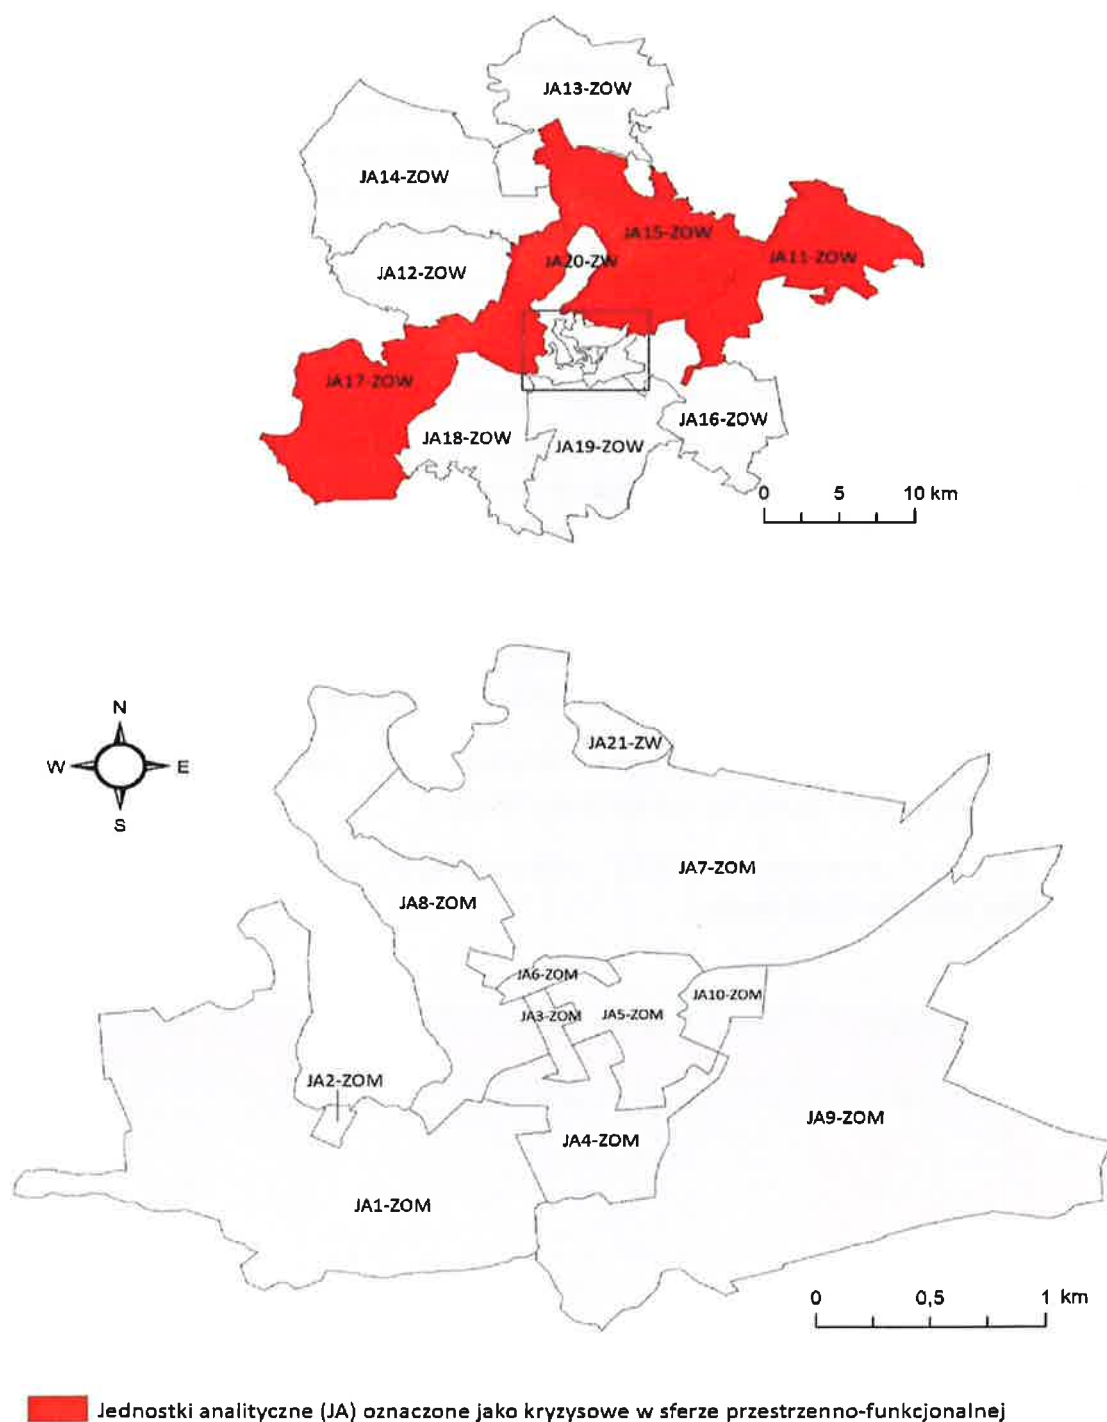 JA13-ZOW
JA14-ZOW
JA15-ZOW
JA11-ZOW
JA20-ZW
JA12-ZOW
JA17-ZOW
JA16-ZOW
JA18-ZOW
JA19-ZOW
0 5 10 km
N
W E
S
JA21-ZW
JA7-ZOM
JA8-ZOM
JA6-ZOM
JA10-ZOM
JA3-ZOM
JA5-ZOM
JA2-ZOM
JA9-ZOM
JA4-ZOM
JA1-ZOM
0 0,5 1 km
Jednostki analityczne (JA) oznaczone jako kryzysowe w sferze przestrzenno-funkcjonalnej